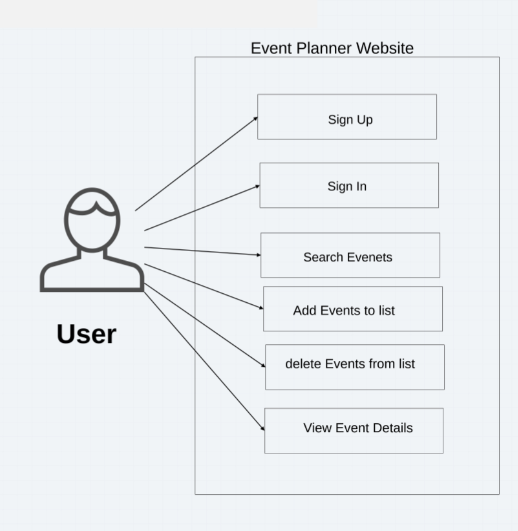 Event Planner Website
Sign Up
Sign In
Search Evenets
Add Events to list
delete Events from list
View Event Details
User